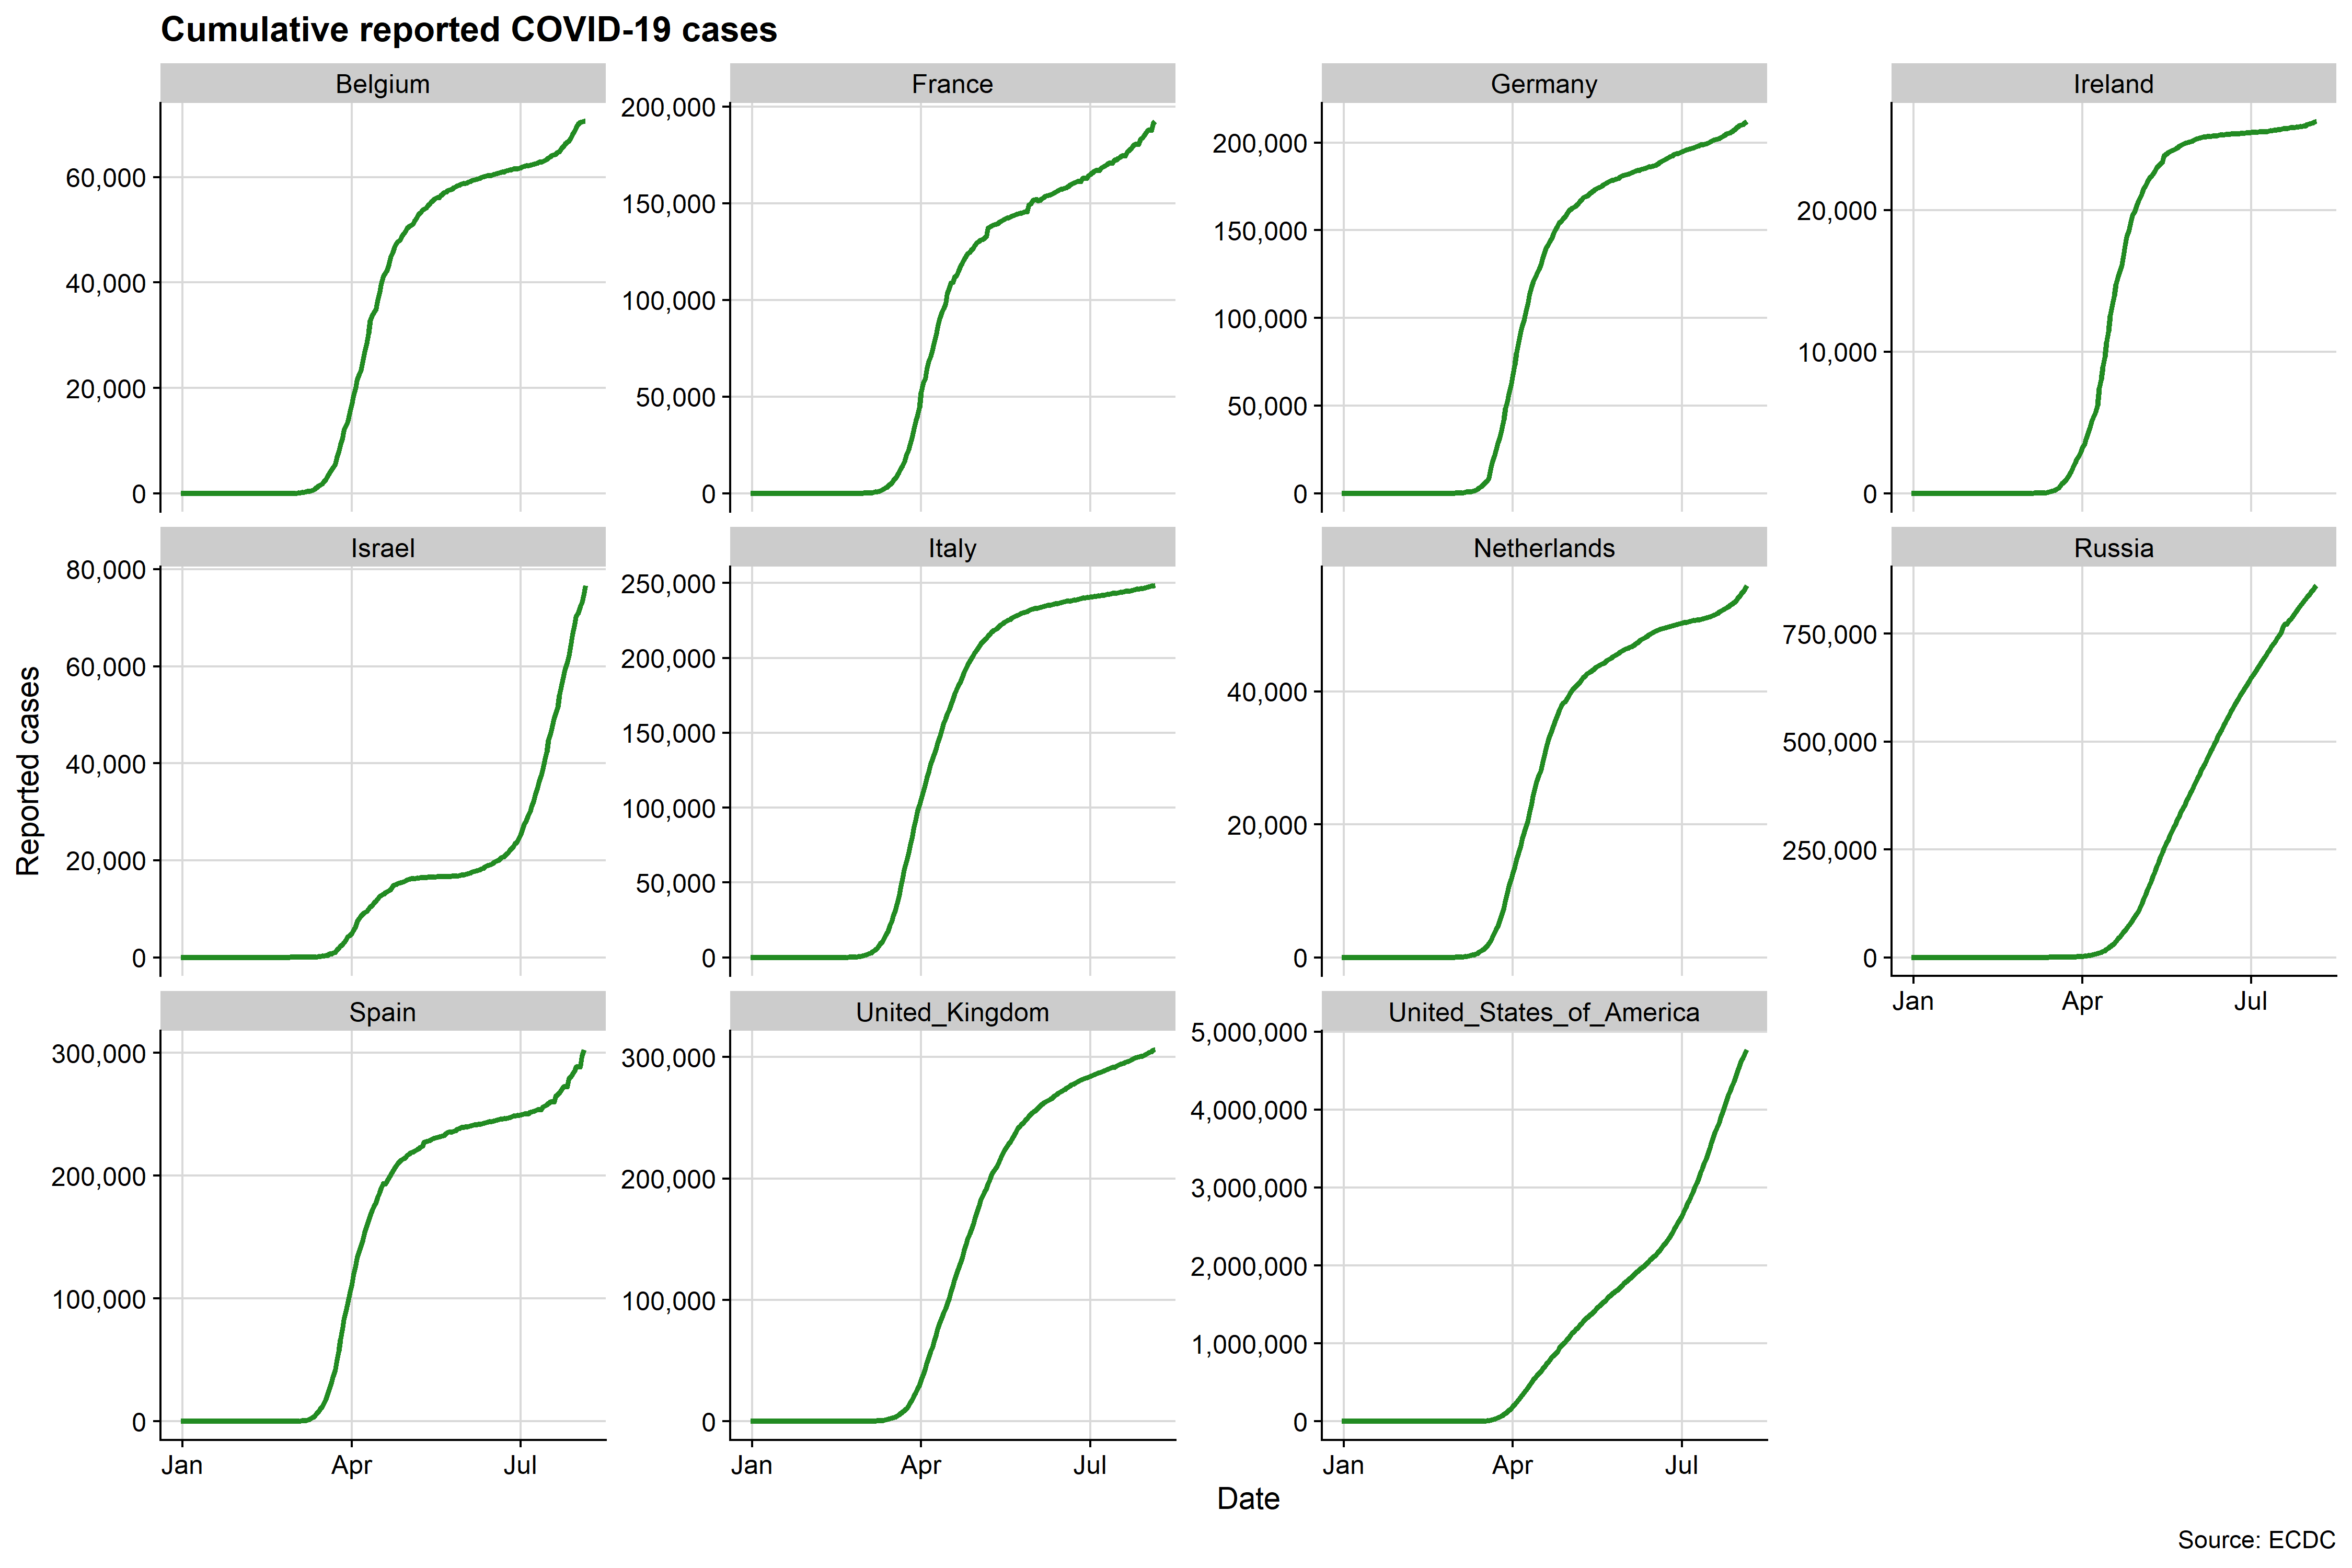 Cumulative reported COVID-19 cases
Belgium
France
Germany
Ireland
60,000
40,000
20,000
0
200,000
150,000
100,000
50,000
0
200,000
150,000
100,000
50,000
0
20,000
10,000
0
Israel
Italy
Netherlands
Russia
80,000
60,000
40,000
20,000
0
250,000
200,000
150,000
100,000
50,000
0
40,000
20,000
0
750,000
500,000
250,000
0
Jan Apr Jul
Reported cases
Spain
United_Kingdom
United_States_of_America
300,000
200,000
100,000
0
300,000
200,000
100,000
0
5,000,000
4,000,000
3,000,000
2,000,000
1,000,000
0
Jan Apr Jul
Jan Apr Jul
Jan Apr Jul
Date
Source: ECDC